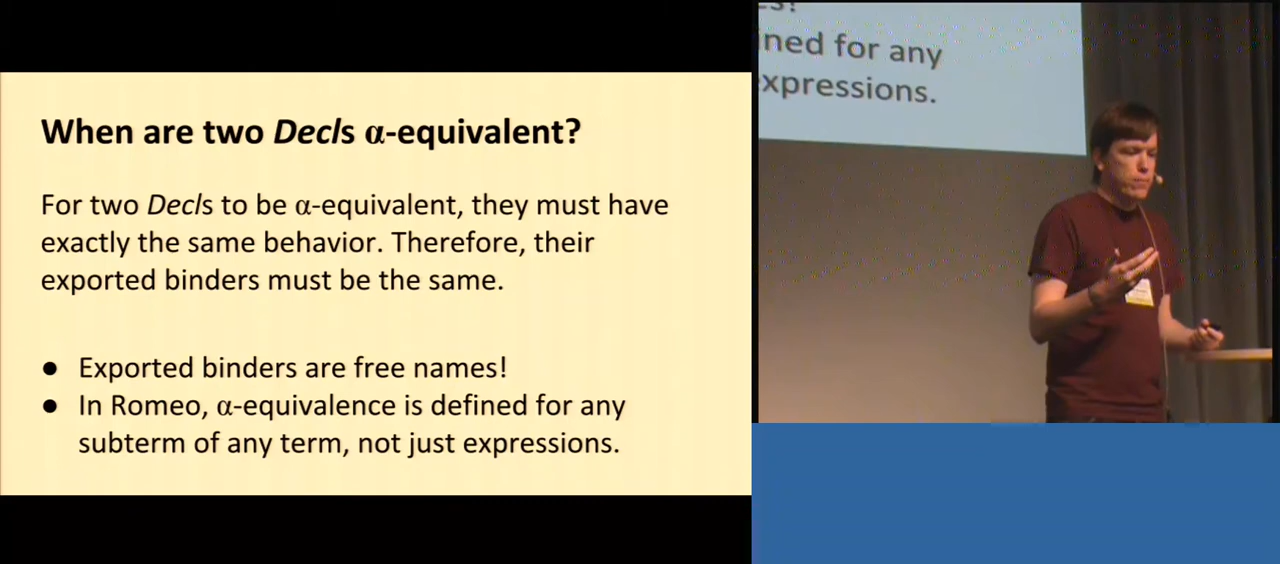 When are two Decls α-equivalent?
For two Decls to be α-equivalent, they must have
exactly the same behavior. Therefore, their
exported binders must be the same.
● Exported binders are free names!
● In Romeo, α-equivalence is defined for any
subterm of any term, not just expressions.
ined for any
xpressions.